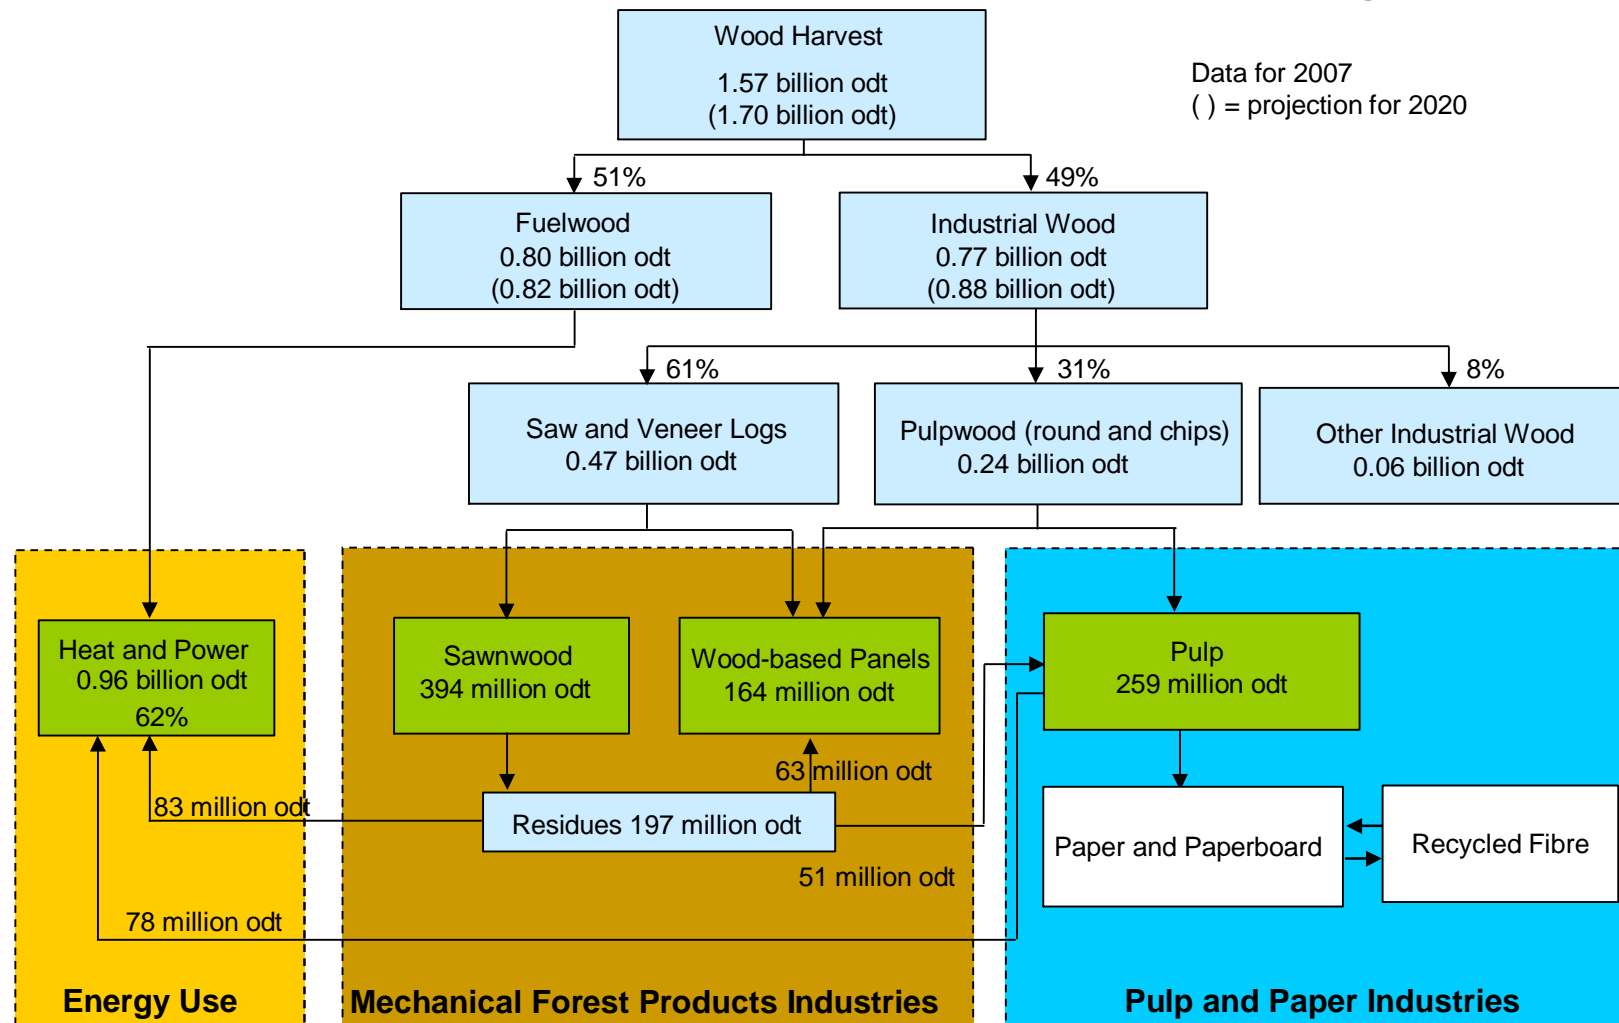 Wood Harvest
1.57 billion odt
(1.70 billion odt)
Data for 2007
( ) = projection for 2020
51%
49%
Fuelwood
0.80 billion odt
(0.82 billion odt)
Industrial Wood
0.77 billion odt
(0.88 billion odt)
61%
31%
8%
Saw and Veneer Logs
0.47 billion odt
Pulpwood (round and chips)
0.24 billion odt
Other Industrial Wood
0.06 billion odt
Heat and Power
0.96 billion odt
62%
Sawnwood
394 million odt
Wood-based Panels
164 million odt
Pulp
259 million odt
63 million odt
83 million odt
Residues 197 million odt
51 million odt
Paper and Paperboard
Recycled Fibre
78 million odt
Energy Use
Mechanical Forest Products Industries
Pulp and Paper Industries